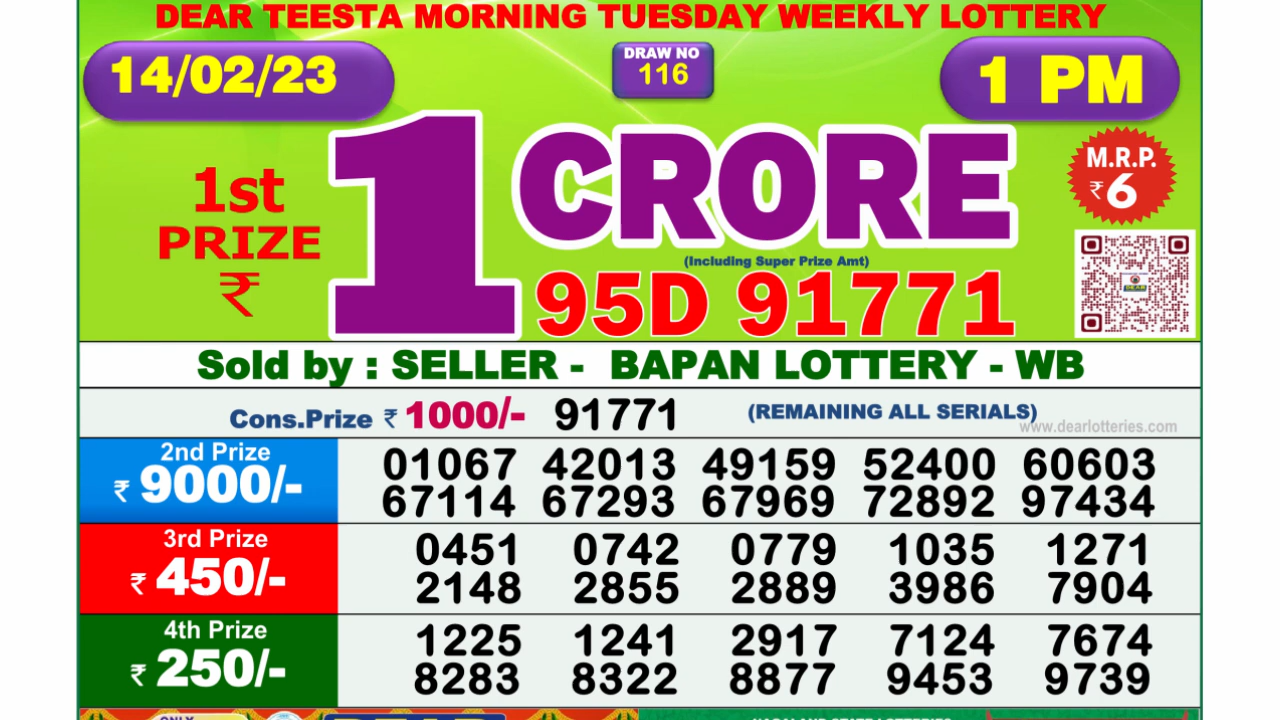 DEAR TEESTA MORNING TUESDAY WEEKLY LOTTERY
14/02/23
DRAW NO
116
1 PM
1st
PRIZE
₹
1 CRORE
(Including Super Prize Amt)
95D 91771
M.R.P.
₹ 6
Sold by : SELLER - BAPAN LOTTERY - WB
Cons.Prize ₹ 1000/- 91771 (REMAINING ALL SERIALS)
www.dearlotteries.com
2nd Prize
₹ 9000/-
01067 42013 49159 52400 60603
67114 67293 67969 72892 97434
3rd Prize
₹ 450/-
0451 0742 0779 1035 1271
2148 2855 2889 3986 7904
4th Prize
₹ 250/-
1225 1241 2917 7124 7674
8283 8322 8877 9453 9739